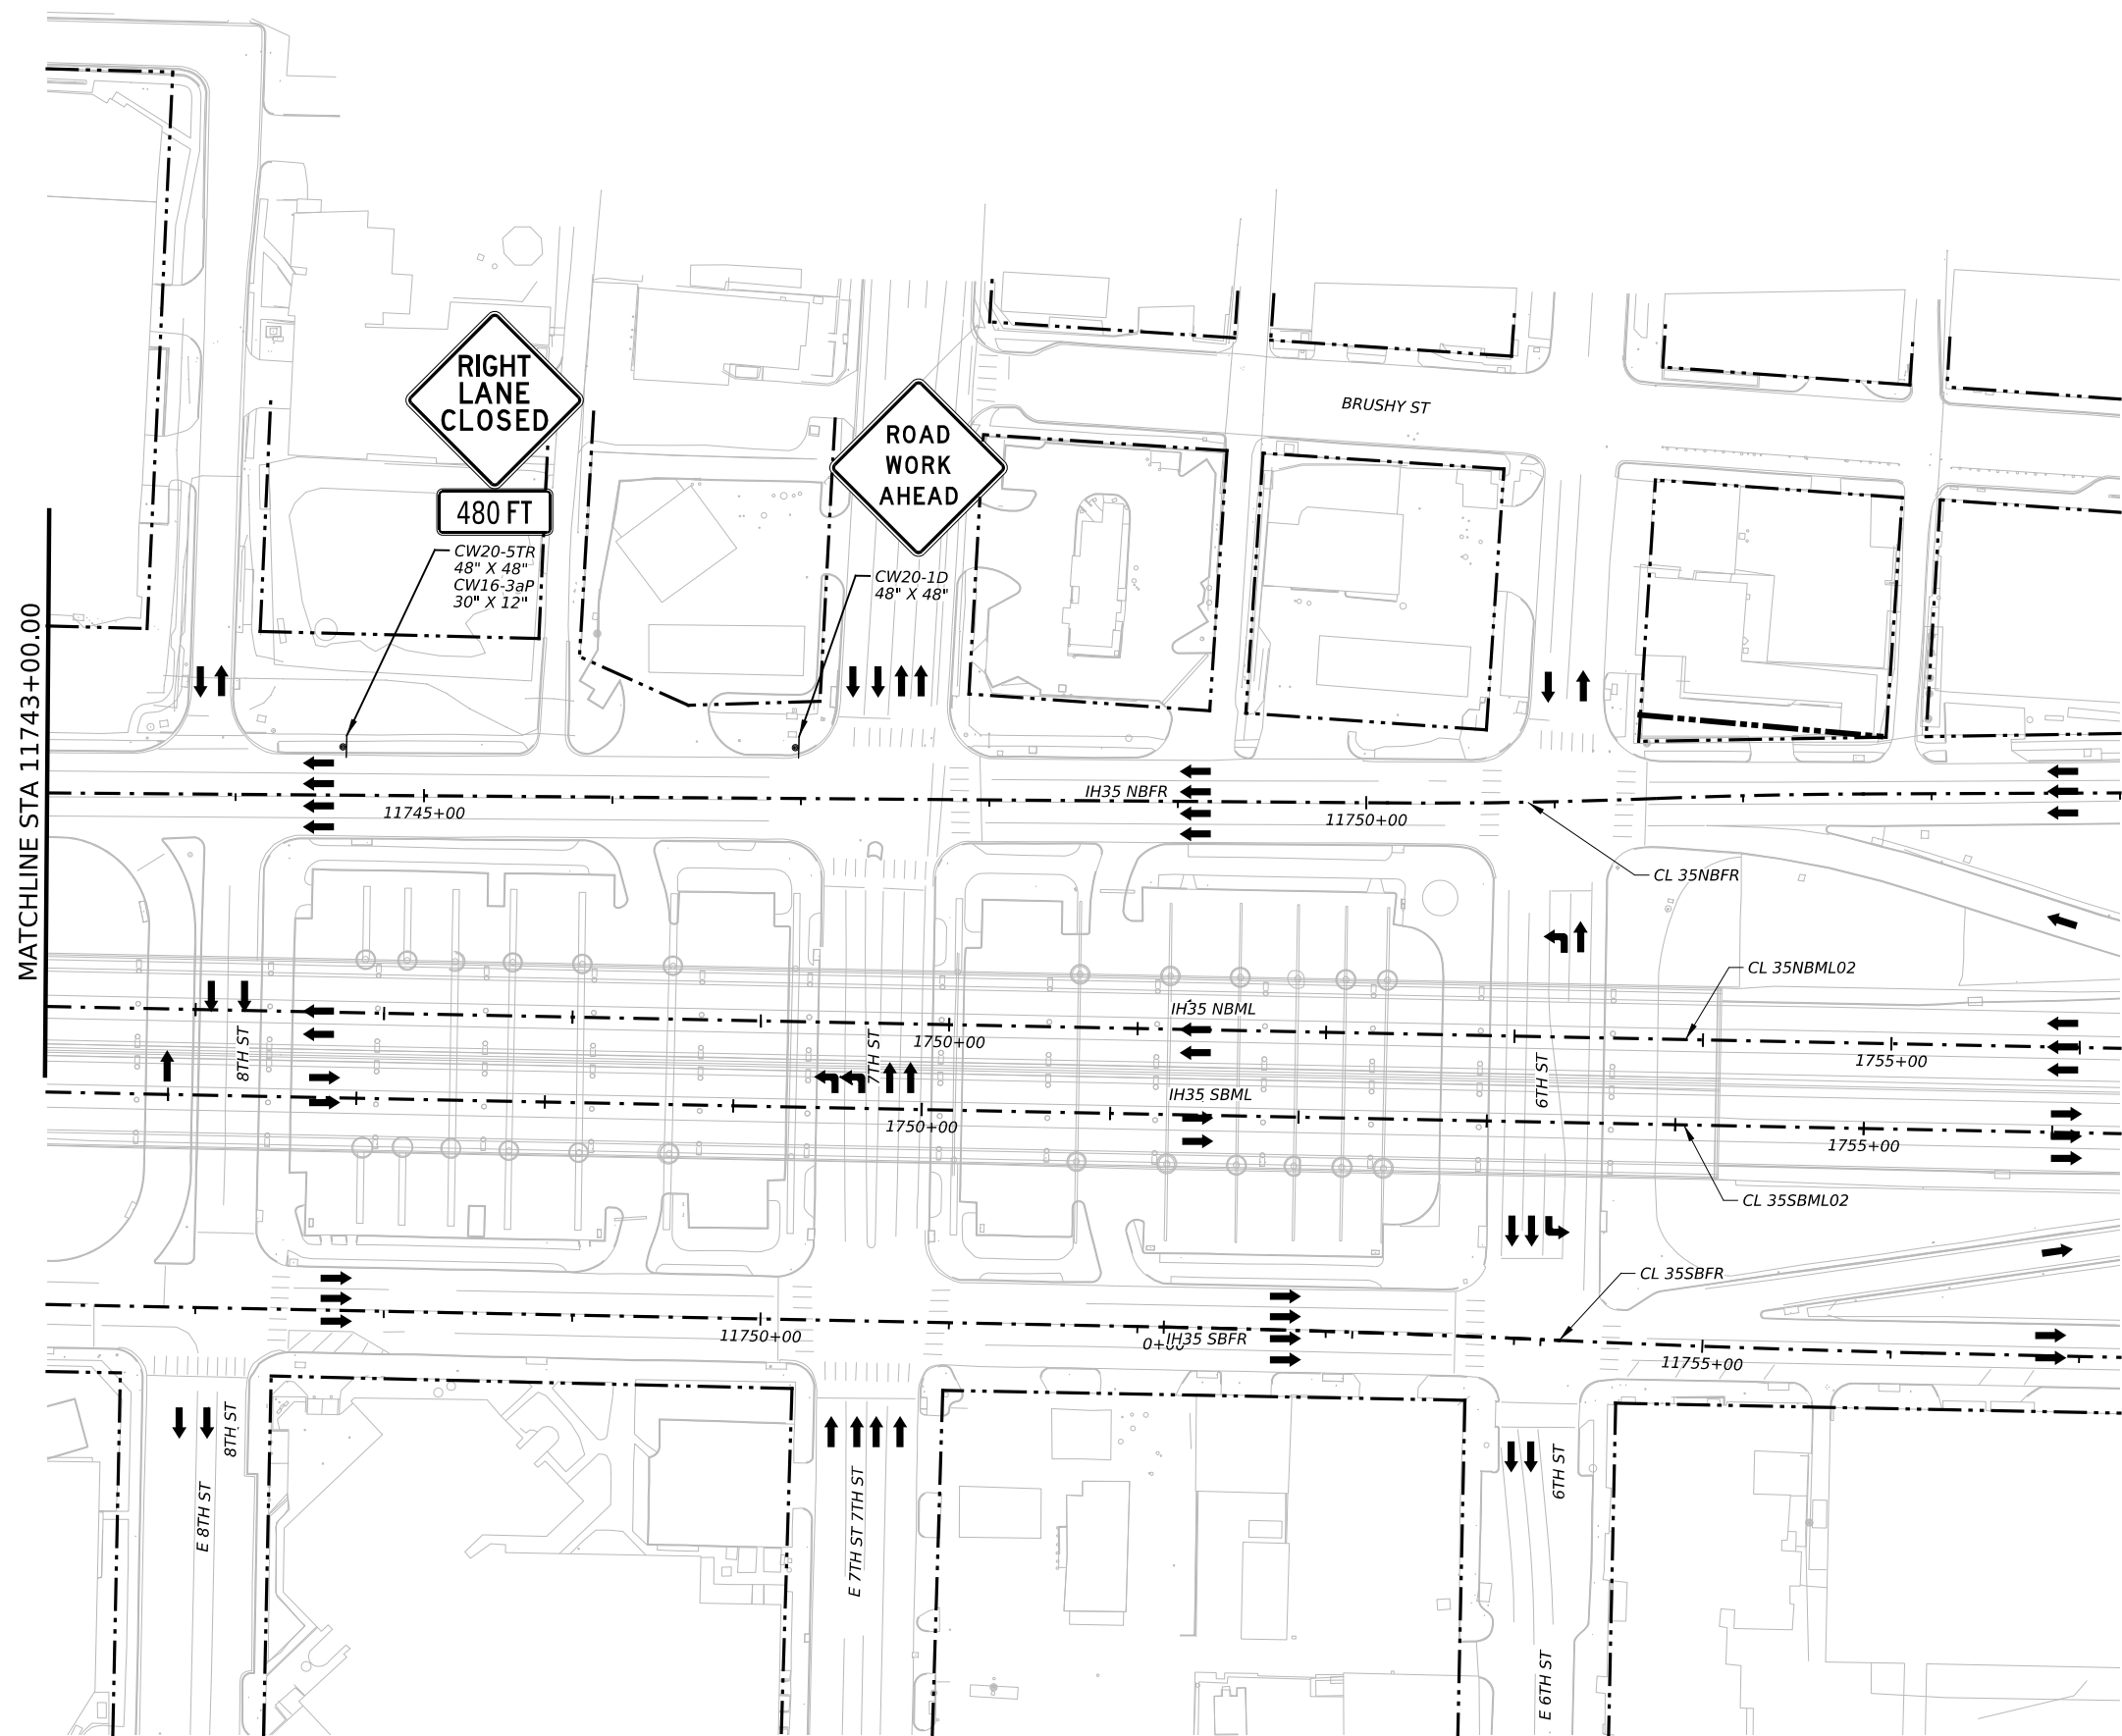 RIGHT
LANE
CLOSED
480 FT
CW20-5TR
48" X 48"
CW16-3aP
30" X 12"
ROAD
WORK
AHEAD
CW20-1D
48" X 48"
BRUSHY ST
MATCHLINE STA 11743+00.00
11745+00
IH35 NBFR
11750+00
CL 35NBFR
CL 35NBML02
IH35 NBML
1750+00
1755+00
8TH ST
7TH ST
6TH ST
IH35 SBML
1750+00
1755+00
CL 35SBML02
CL 35SBFR
11750+00
0+00
IH35 SBFR
11755+00
8TH ST
E 8TH ST
E 7TH ST 7TH ST
6TH ST
E 6TH ST